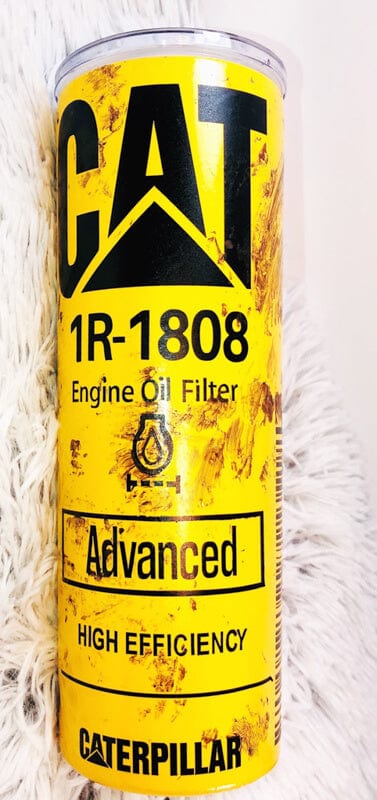 CAT
1R-1808
Engine Oil Filter
Advanced
HIGH EFFICIENCY
CATERPILLAR